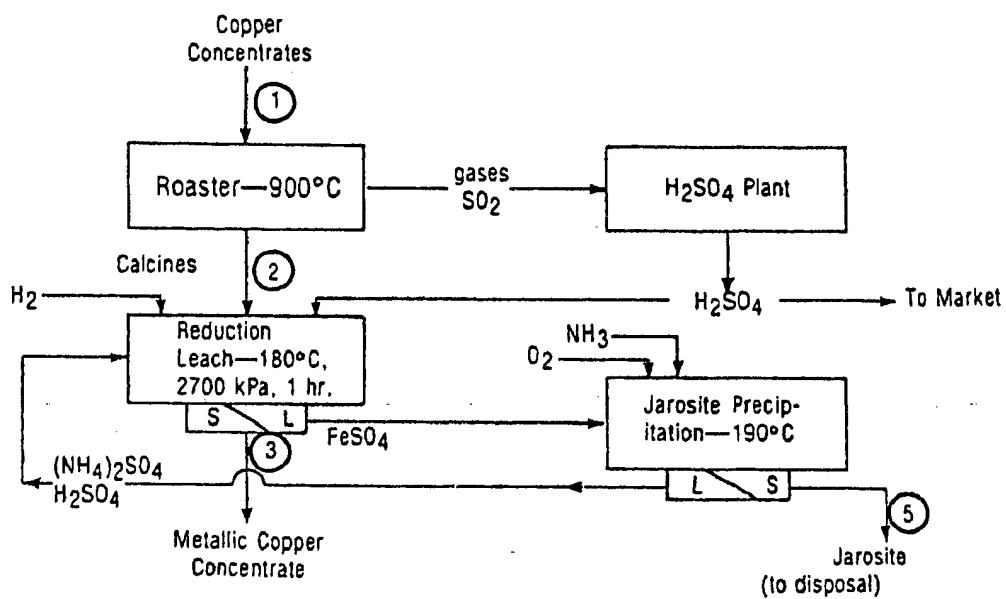 Copper
Concentrates
1
Roaster—900°C
gases
SO2
H2SO4 Plant
Calcines
2
H2
H2SO4
To Market
Reduction
Leach—180°C,
2700 kPa, 1 hr.
NH3
O2
Jarosite Precip-
itation—190°C
S L
3
FeSO4
(NH4)2SO4
H2SO4
L S
5
Metallic Copper
Concentrate
Jarosite
(to disposal)